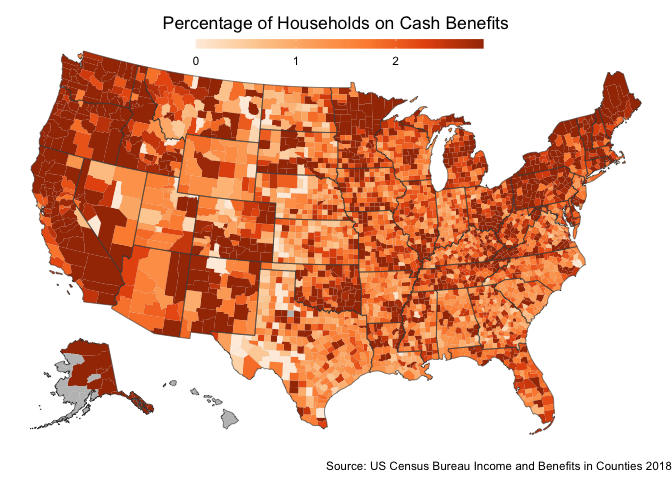 Percentage of Households on Cash Benefits
0 1 2
Source: US Census Bureau Income and Benefits in Counties 2018